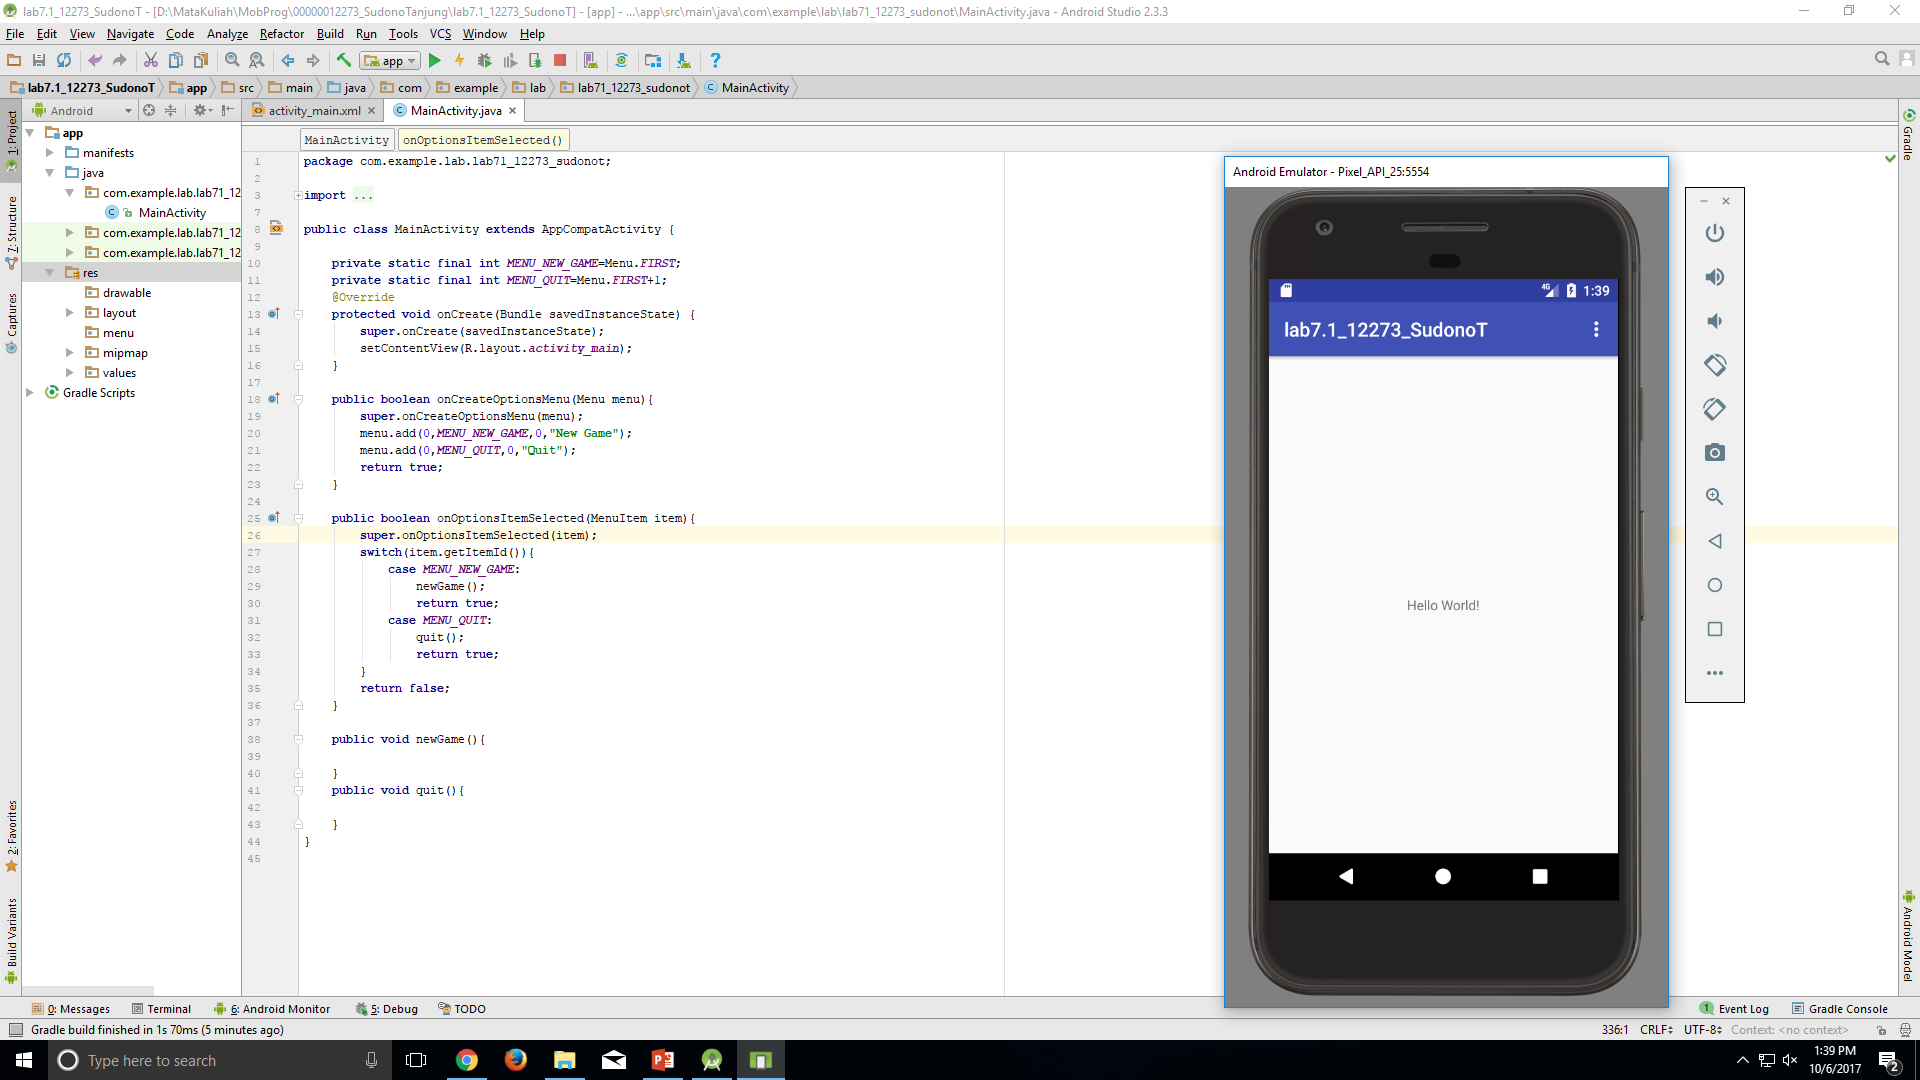 lab7.1_12273_SudonoT - [D:\MataKuliah\MobProg\00000012273_SudonoTanjung\lab7.1_12273_SudonoT] - [app] - ...\app\src\main\java\com\example\lab\lab71_12273_sudonot\MainActivity.java - Android Studio 2.3.3
File Edit View Navigate Code Analyze Refactor Build Run Tools VCS Window Help
app
lab7.1_12273_SudonoT app src main java com example lab lab71_12273_sudonot MainActivity
Android
activity_main.xml MainActivity.java
MainActivity onOptionsItemSelected()
1: Project
7: Structure
Captures
2: Favorites
Build Variants
app
manifests
java
com.example.lab.lab71_12
MainActivity
com.example.lab.lab71_12
com.example.lab.lab71_12
res
drawable
layout
menu
mipmap
values
Gradle Scripts
1 package com.example.lab.lab71_12273_sudonot;
2
3 import ...
7
8 public class MainActivity extends AppCompatActivity {
9
10 private static final int MENU_NEW_GAME=Menu.FIRST;
11 private static final int MENU_QUIT=Menu.FIRST+1;
12 @Override
13 protected void onCreate(Bundle savedInstanceState) {
14 super.onCreate(savedInstanceState);
15 setContentView(R.layout.activity_main);
16 }
17
18 public boolean onCreateOptionsMenu(Menu menu){
19 super.onCreateOptionsMenu(menu);
20 menu.add(0,MENU_NEW_GAME,0,"New Game");
21 menu.add(0,MENU_QUIT,0,"Quit");
22 return true;
23 }
24
25 public boolean onOptionsItemSelected(MenuItem item){
26 super.onOptionsItemSelected(item);
27 switch(item.getItemId()){
28 case MENU_NEW_GAME:
29 newGame();
30 return true;
31 case MENU_QUIT:
32 quit();
33 return true;
34 }
35 return false;
36 }
37
38 public void newGame(){
39
40 }
41 public void quit(){
42
43 }
44 }
45
Android Emulator - Pixel_API_25:5554
4G 1:39
lab7.1_12273_SudonoT
Hello World!
Gradle
Android Model
0: Messages Terminal 6: Android Monitor 5: Debug TODO 1 Event Log Gradle Console
Gradle build finished in 1s 70ms (5 minutes ago) 336:1 CRLF UTF-8 Context: <no context>
Type here to search
1:39 PM
10/6/2017
2